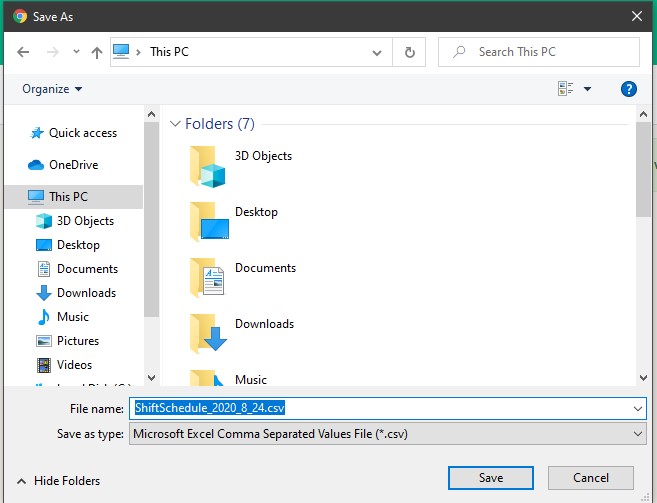 Save As
This PC
Search This PC
Organize
?
Quick access
OneDrive
This PC
3D Objects
Desktop
Documents
Downloads
Music
Pictures
Videos
Folders (7)
3D Objects
Desktop
Documents
Downloads
Music
File name: ShiftSchedule_2020_8_24.csv
Save as type: Microsoft Excel Comma Separated Values File (*.csv)
Hide Folders
Save
Cancel